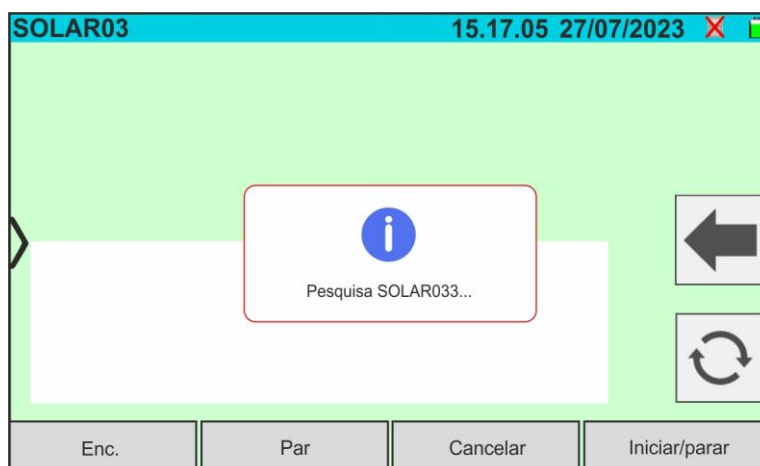 SOLAR03 15.17.05 27/07/2023
Pesquisa SOLAR033...
Enc. Par Cancelar Iniciar/parar